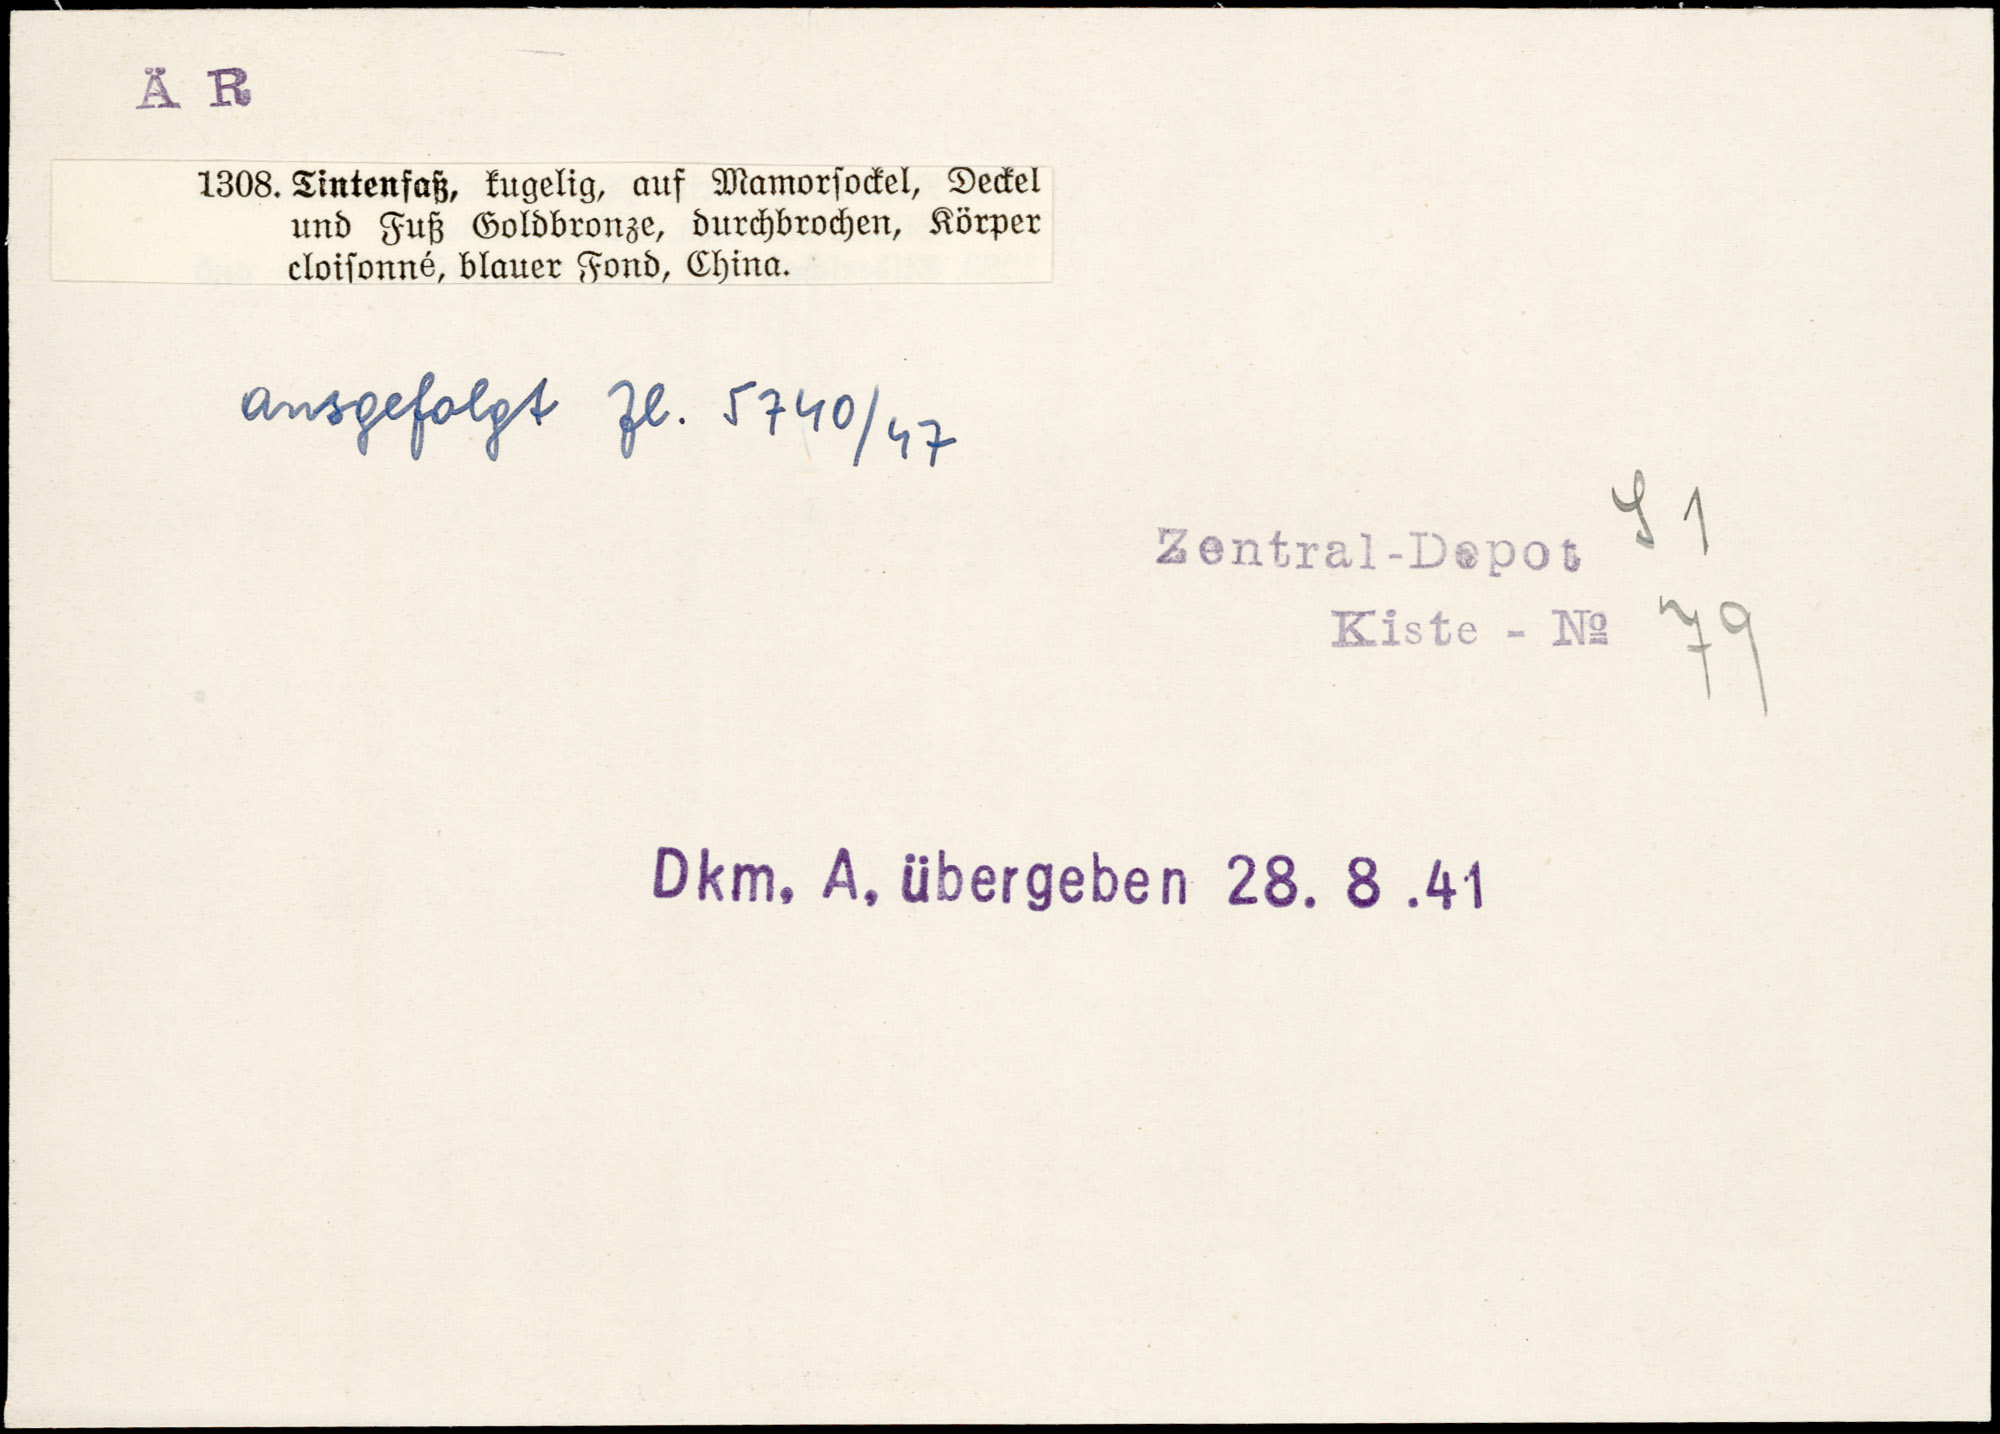 Ä R
1308. Tintenfaß, kugelig, auf Mamorsockel, Deckel
und Fuß Goldbronze, durchbrochen, Körper
cloisonné, blauer Fond, China.
ausgefolgt Zl. 5740/47
Zentral-Depot S 1
Kiste - № 79
Dkm. A. übergeben 28. 8 .41